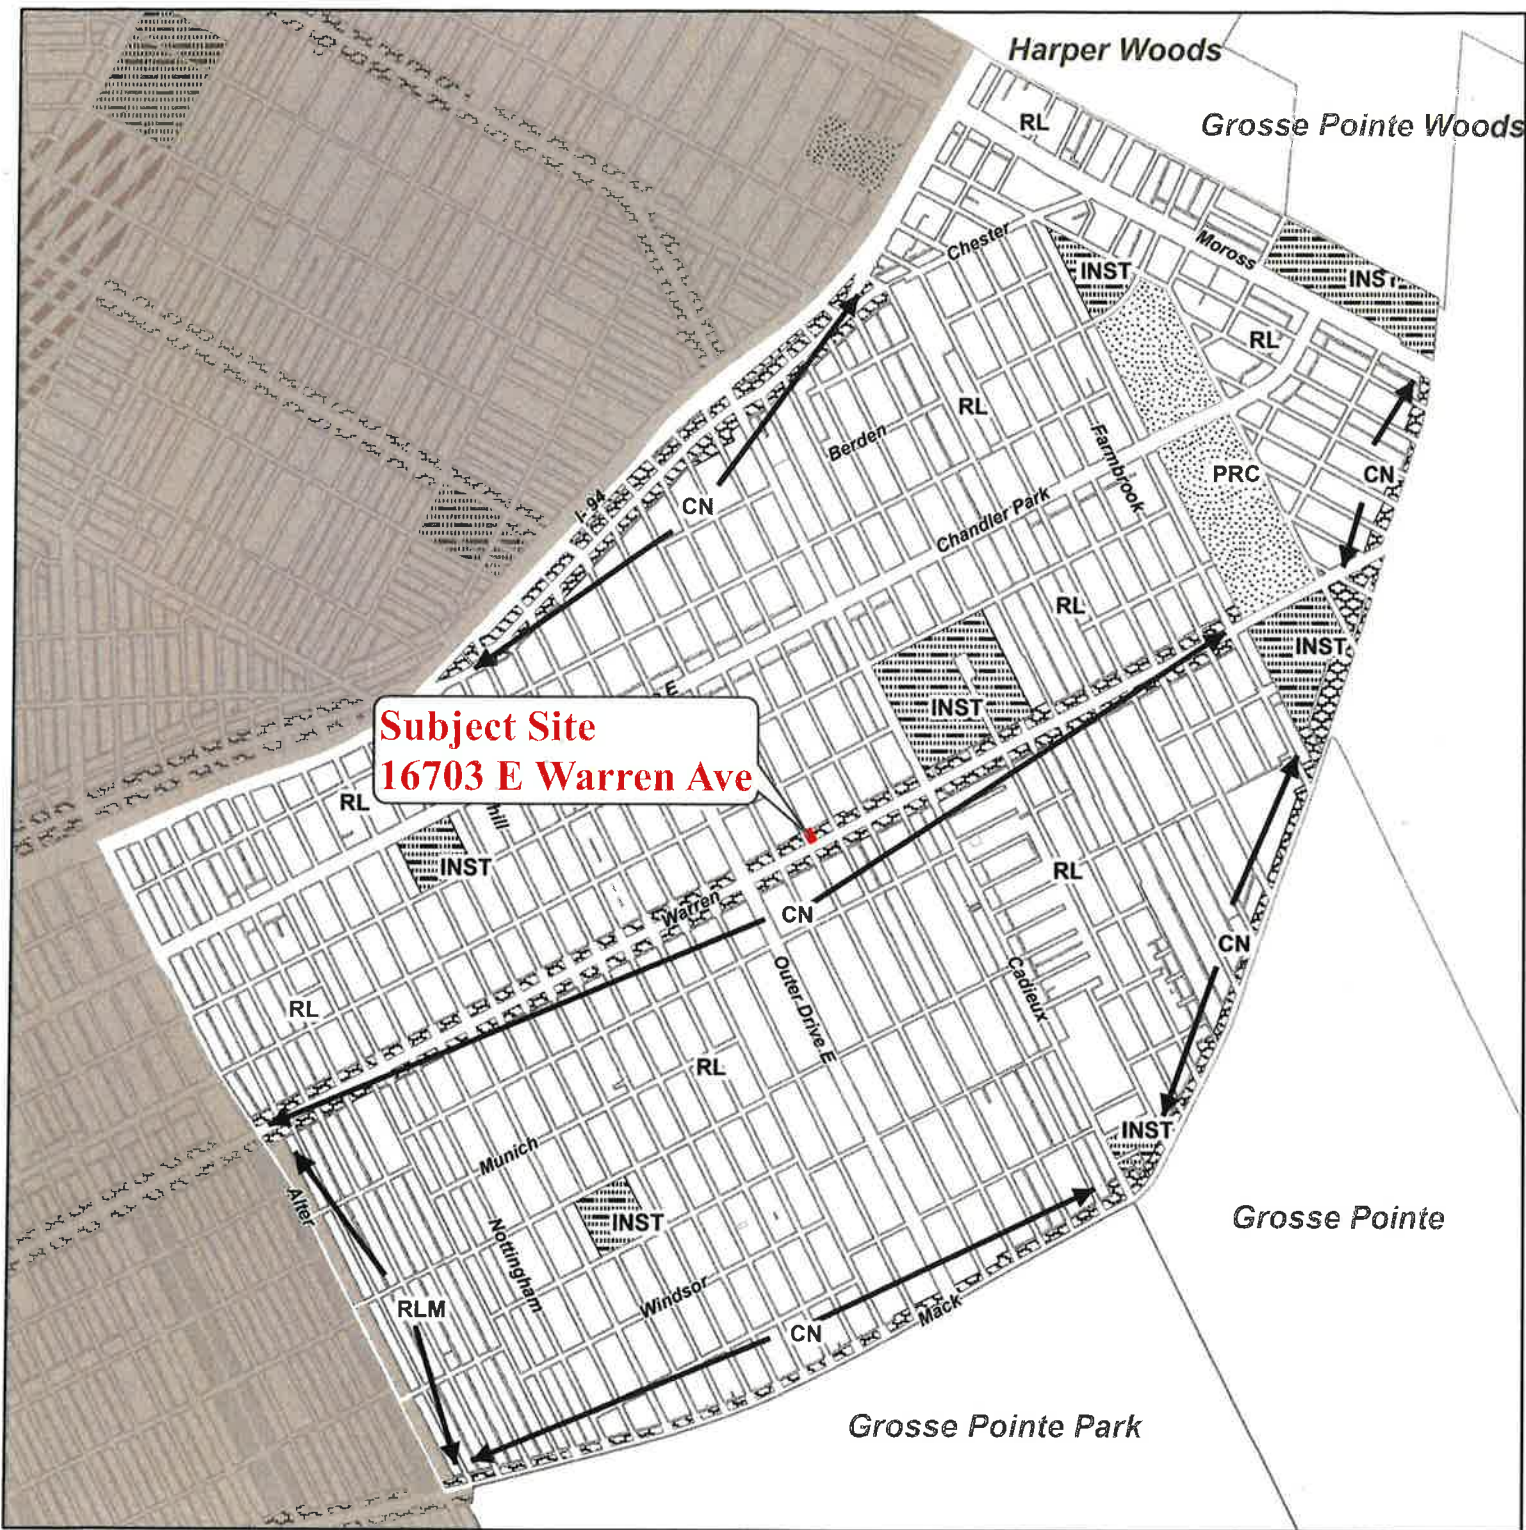 Harper Woods
Grosse Pointe Woods
RL
Chester
Moross
INST
INST
RL
RL
Berden
Farmbrook
CN
PRC
CN
I-94
Chandler Park
RL
INST
INST
E
Subject Site
16703 E Warren Ave
RL
hill
INST
RL
Warren
CN
CN
RL
Outer Drive E
Cadieux
RL
INST
Munich
Alter
INST
Nottingham
Grosse Pointe
RLM
Windsor
CN
Mack
Grosse Pointe Park